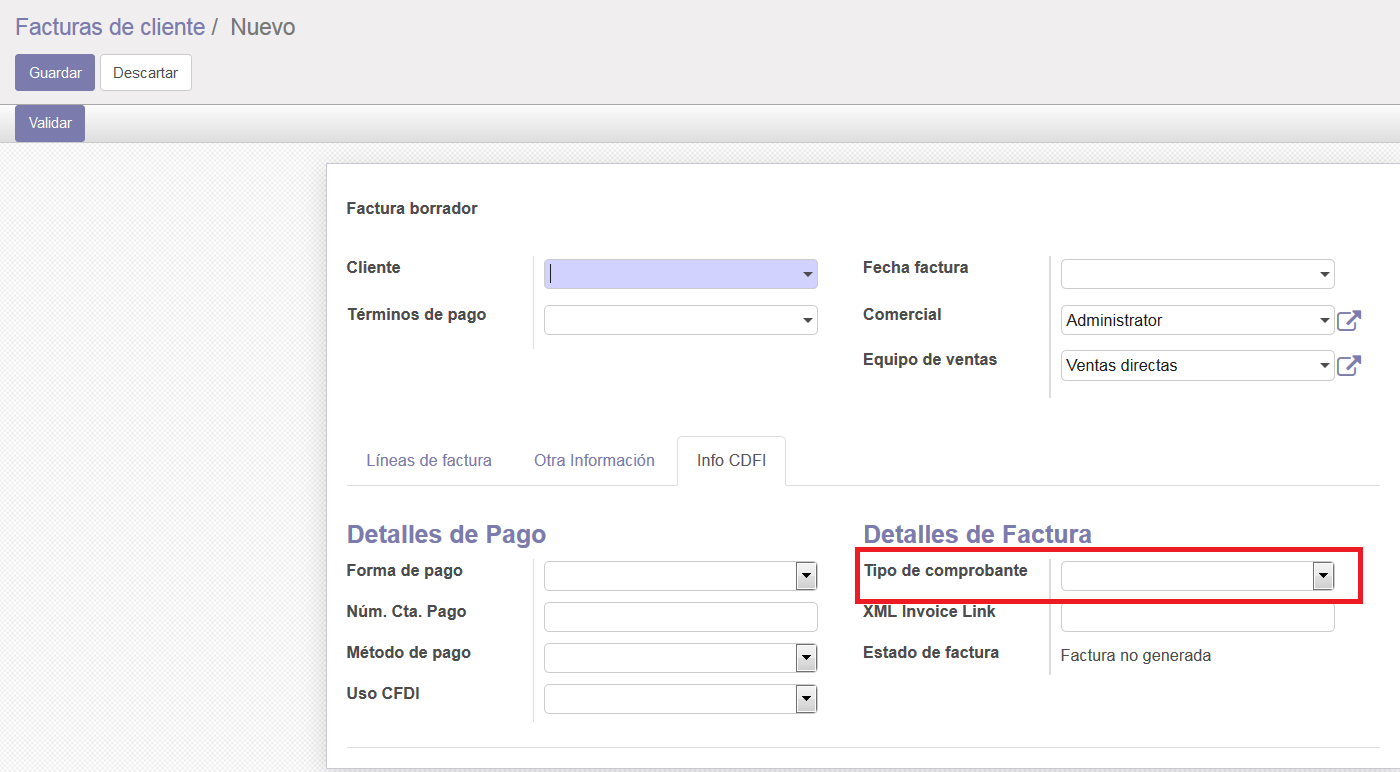 Facturas de cliente / Nuevo
Guardar Descartar
Validar
Factura borrador
Cliente
Fecha factura
Términos de pago
Comercial Administrator
Equipo de ventas Ventas directas
Líneas de factura Otra Información Info CDFI
Detalles de Pago
Detalles de Factura
Forma de pago
Tipo de comprobante
Núm. Cta. Pago
XML Invoice Link
Método de pago
Estado de factura Factura no generada
Uso CFDI